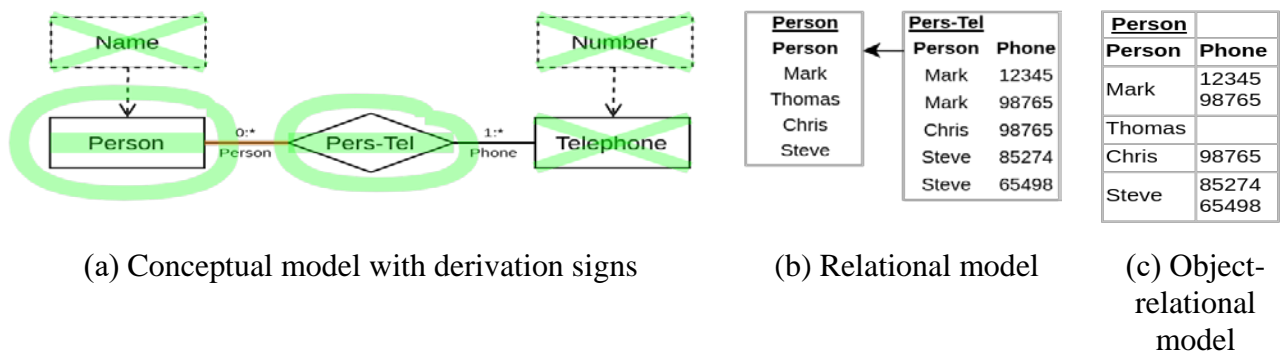 Name
Number
Person
0:*
Person
Pers-Tel
1:*
Phone
Telephone
(a) Conceptual model with derivation signs
Person
Person
Mark
Thomas
Chris
Steve
Pers-Tel
Person Phone
Mark 12345
Mark 98765
Chris 98765
Steve 85274
Steve 65498
(b) Relational model
Person
Person Phone
Mark 12345
98765
Thomas
Chris 98765
Steve 85274
65498
(c) Object-
relational
model